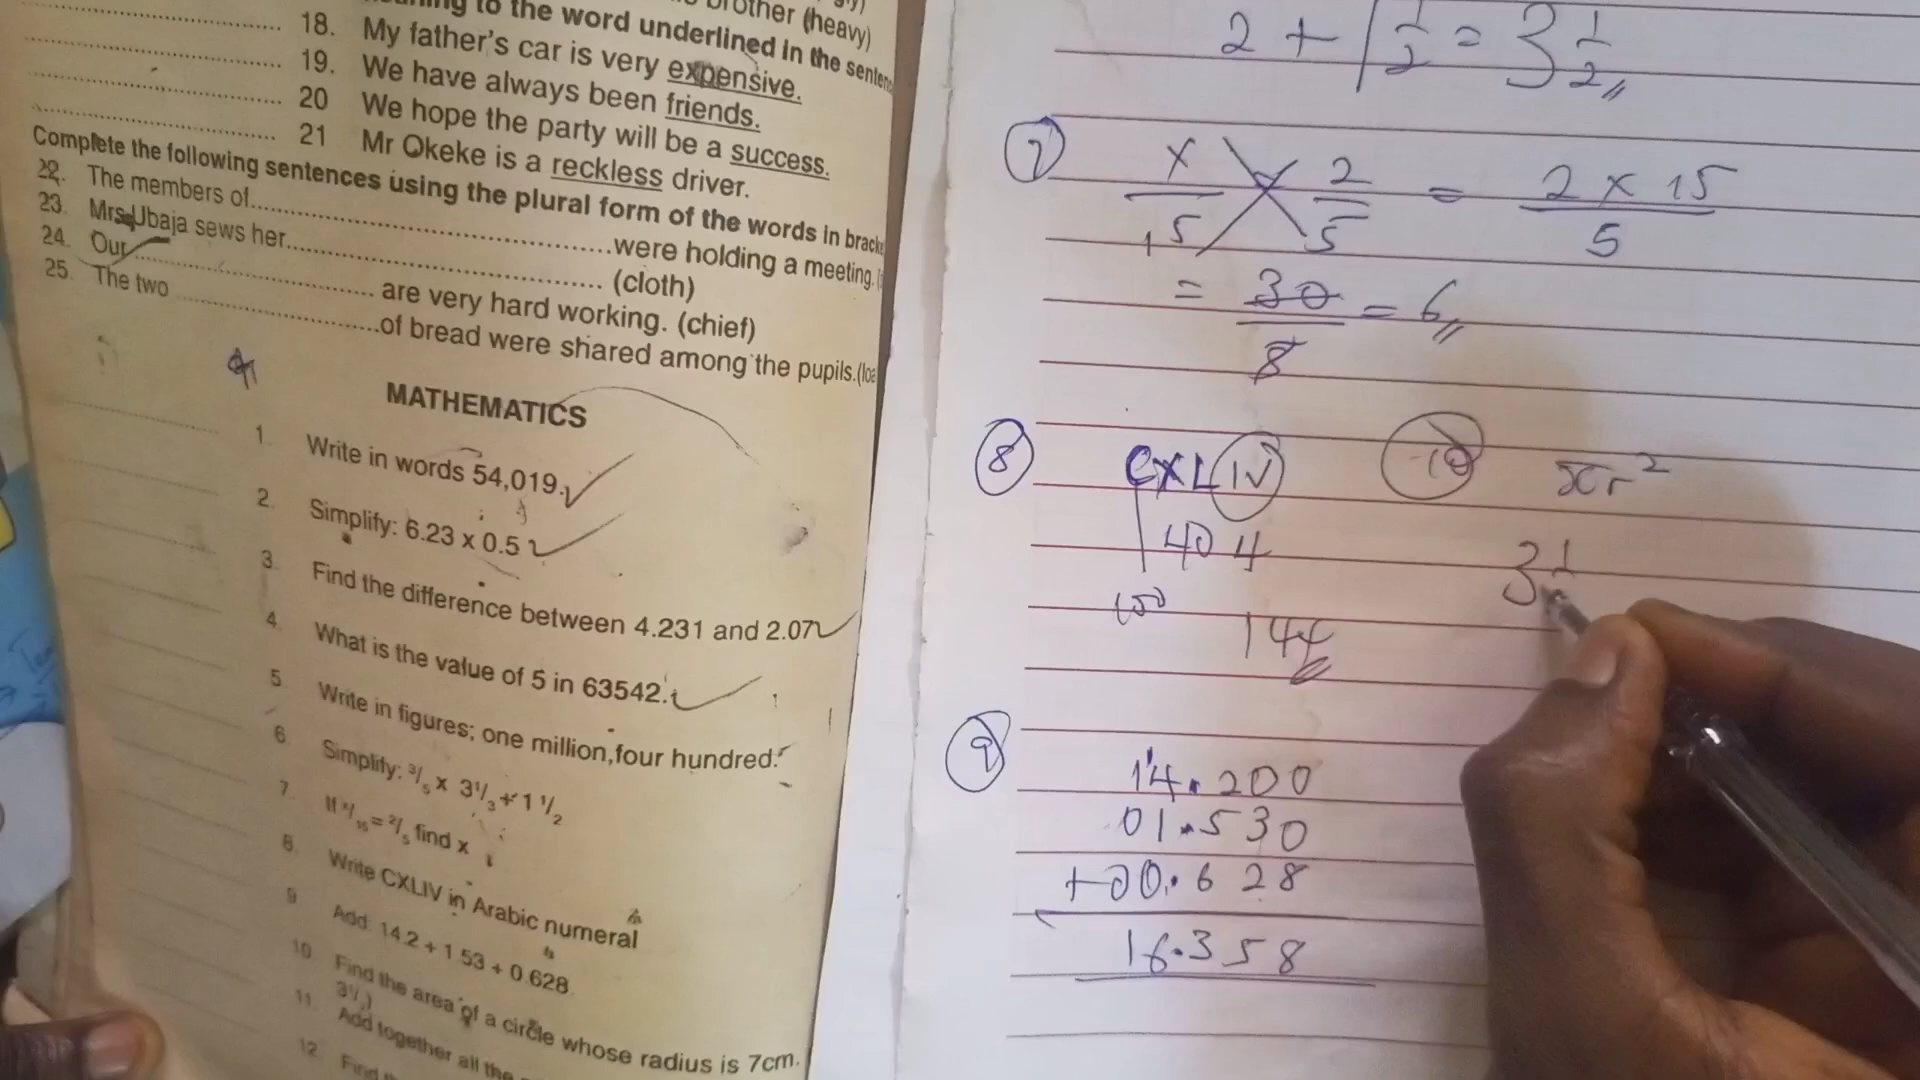 brother (heavy)
to the word underlined in the
18. My father's car is very expensive.
19. We have always been friends.
20 We hope the party will be a success.
21 Mr Okeke is a reckless driver.
Complete the following sentences using the plural form of the words in
22. The members of..........were holding a meeting.
23. Mrs Ubaja sews her.......... (cloth)
24. Our.......... are very hard working. (chief)
25. The two ..........of bread were shared among the pupils.
MATHEMATICS
1. Write in words 54,019.
2. Simplify: 6.23 x 0.5
3. Find the difference between 4.231 and 2.07
4. What is the value of 5 in 63542.
5. Write in figures; one million,four hundred.
6. Simplify: 3/5 x 3 1/3 + 1 1/2
7. If x/15 = 2/5 find x
8. Write CXLIV in Arabic numeral
9 Add: 14.2 + 1 53 + 0.628
10 Find the area of a circle whose radius is 7cm.
11. Add together all the
12. Find
2 + 1 1/2 = 3 1/2
7 x/15 2/5 = 2 x 15/5
= 30/5 = 6
8 CXLIV
40 4
100
144
10 πr²
3 1
9 14.200
01.530
+00.628
16.358